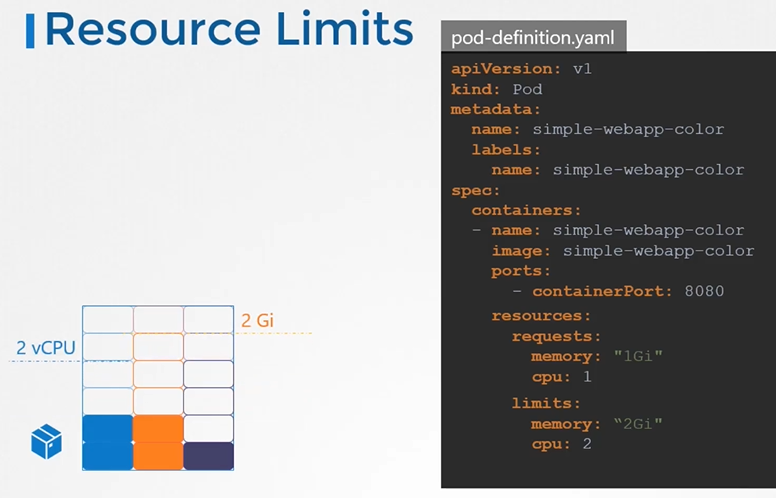 Resource Limits
pod-definition.yaml
apiVersion: v1
kind: Pod
metadata:
  name: simple-webapp-color
  labels:
    name: simple-webapp-color
spec:
  containers:
  - name: simple-webapp-color
    image: simple-webapp-color
    ports:
      - containerPort: 8080
    resources:
      requests:
        memory: "1Gi"
        cpu: 1
      limits:
        memory: “2Gi"
        cpu: 2
2 Gi
2 vCPU